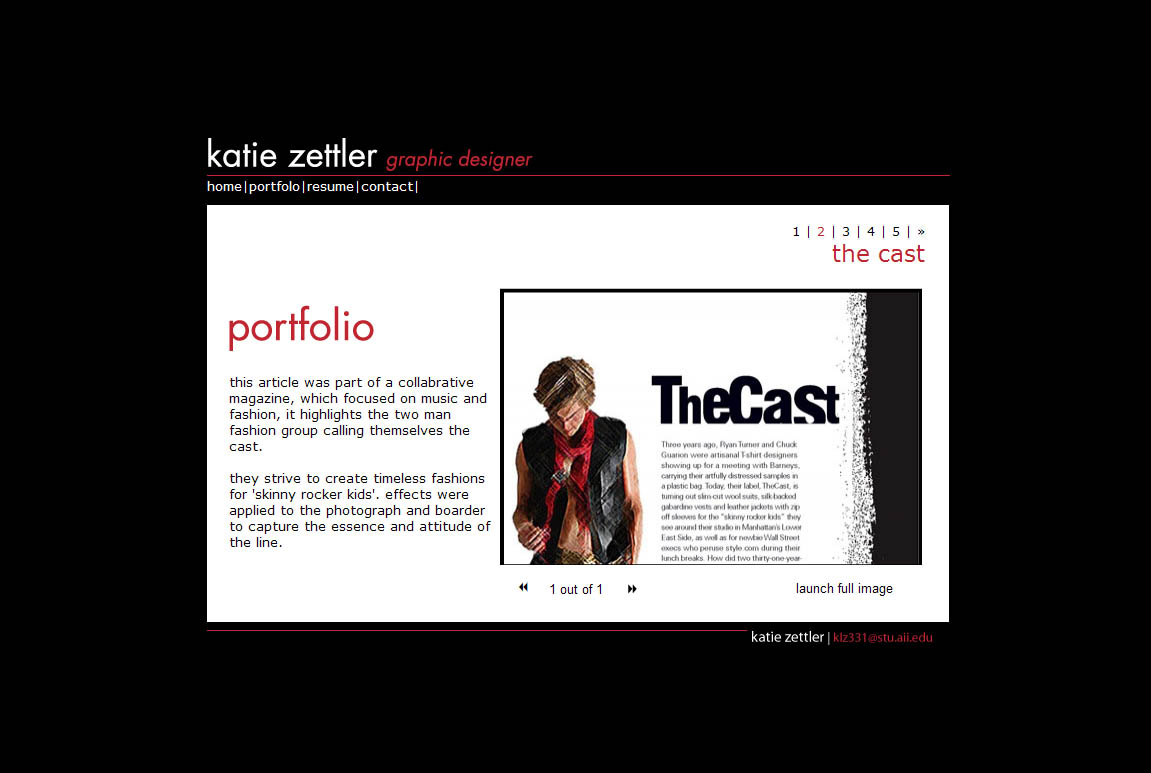 katie zettler graphic designer
home|portfolo|resume|contact|
1 | 2 | 3 | 4 | 5 | »
the cast
portfolio
this article was part of a collabrative
magazine, which focused on music and
fashion, it highlights the two man
fashion group calling themselves the
cast.
they strive to create timeless fashions
for 'skinny rocker kids'. effects were
applied to the photograph and boarder
to capture the essence and attitude of
the line.
TheCast
Three years ago, Ryan Turner and Chuck
Guarion were artisanal T-shirt designers
showing up for a meeting with Barneys,
carrying their artfully distressed samples in
a plastic bag. Today, their label, TheCast, is
turning out slim-cut wool suits, silk-backed
gabardine vests and leather jackets with zip
off sleeves for the "skinny rocker kids" they
see around their studio in Manhattan's Lower
East Side, as well as for newbie Wall Street
execs who peruse style.com during their
lunch breaks. How did two thirty-one-year-
1 out of 1
launch full image
katie zettler | klz331@stu.aii.edu